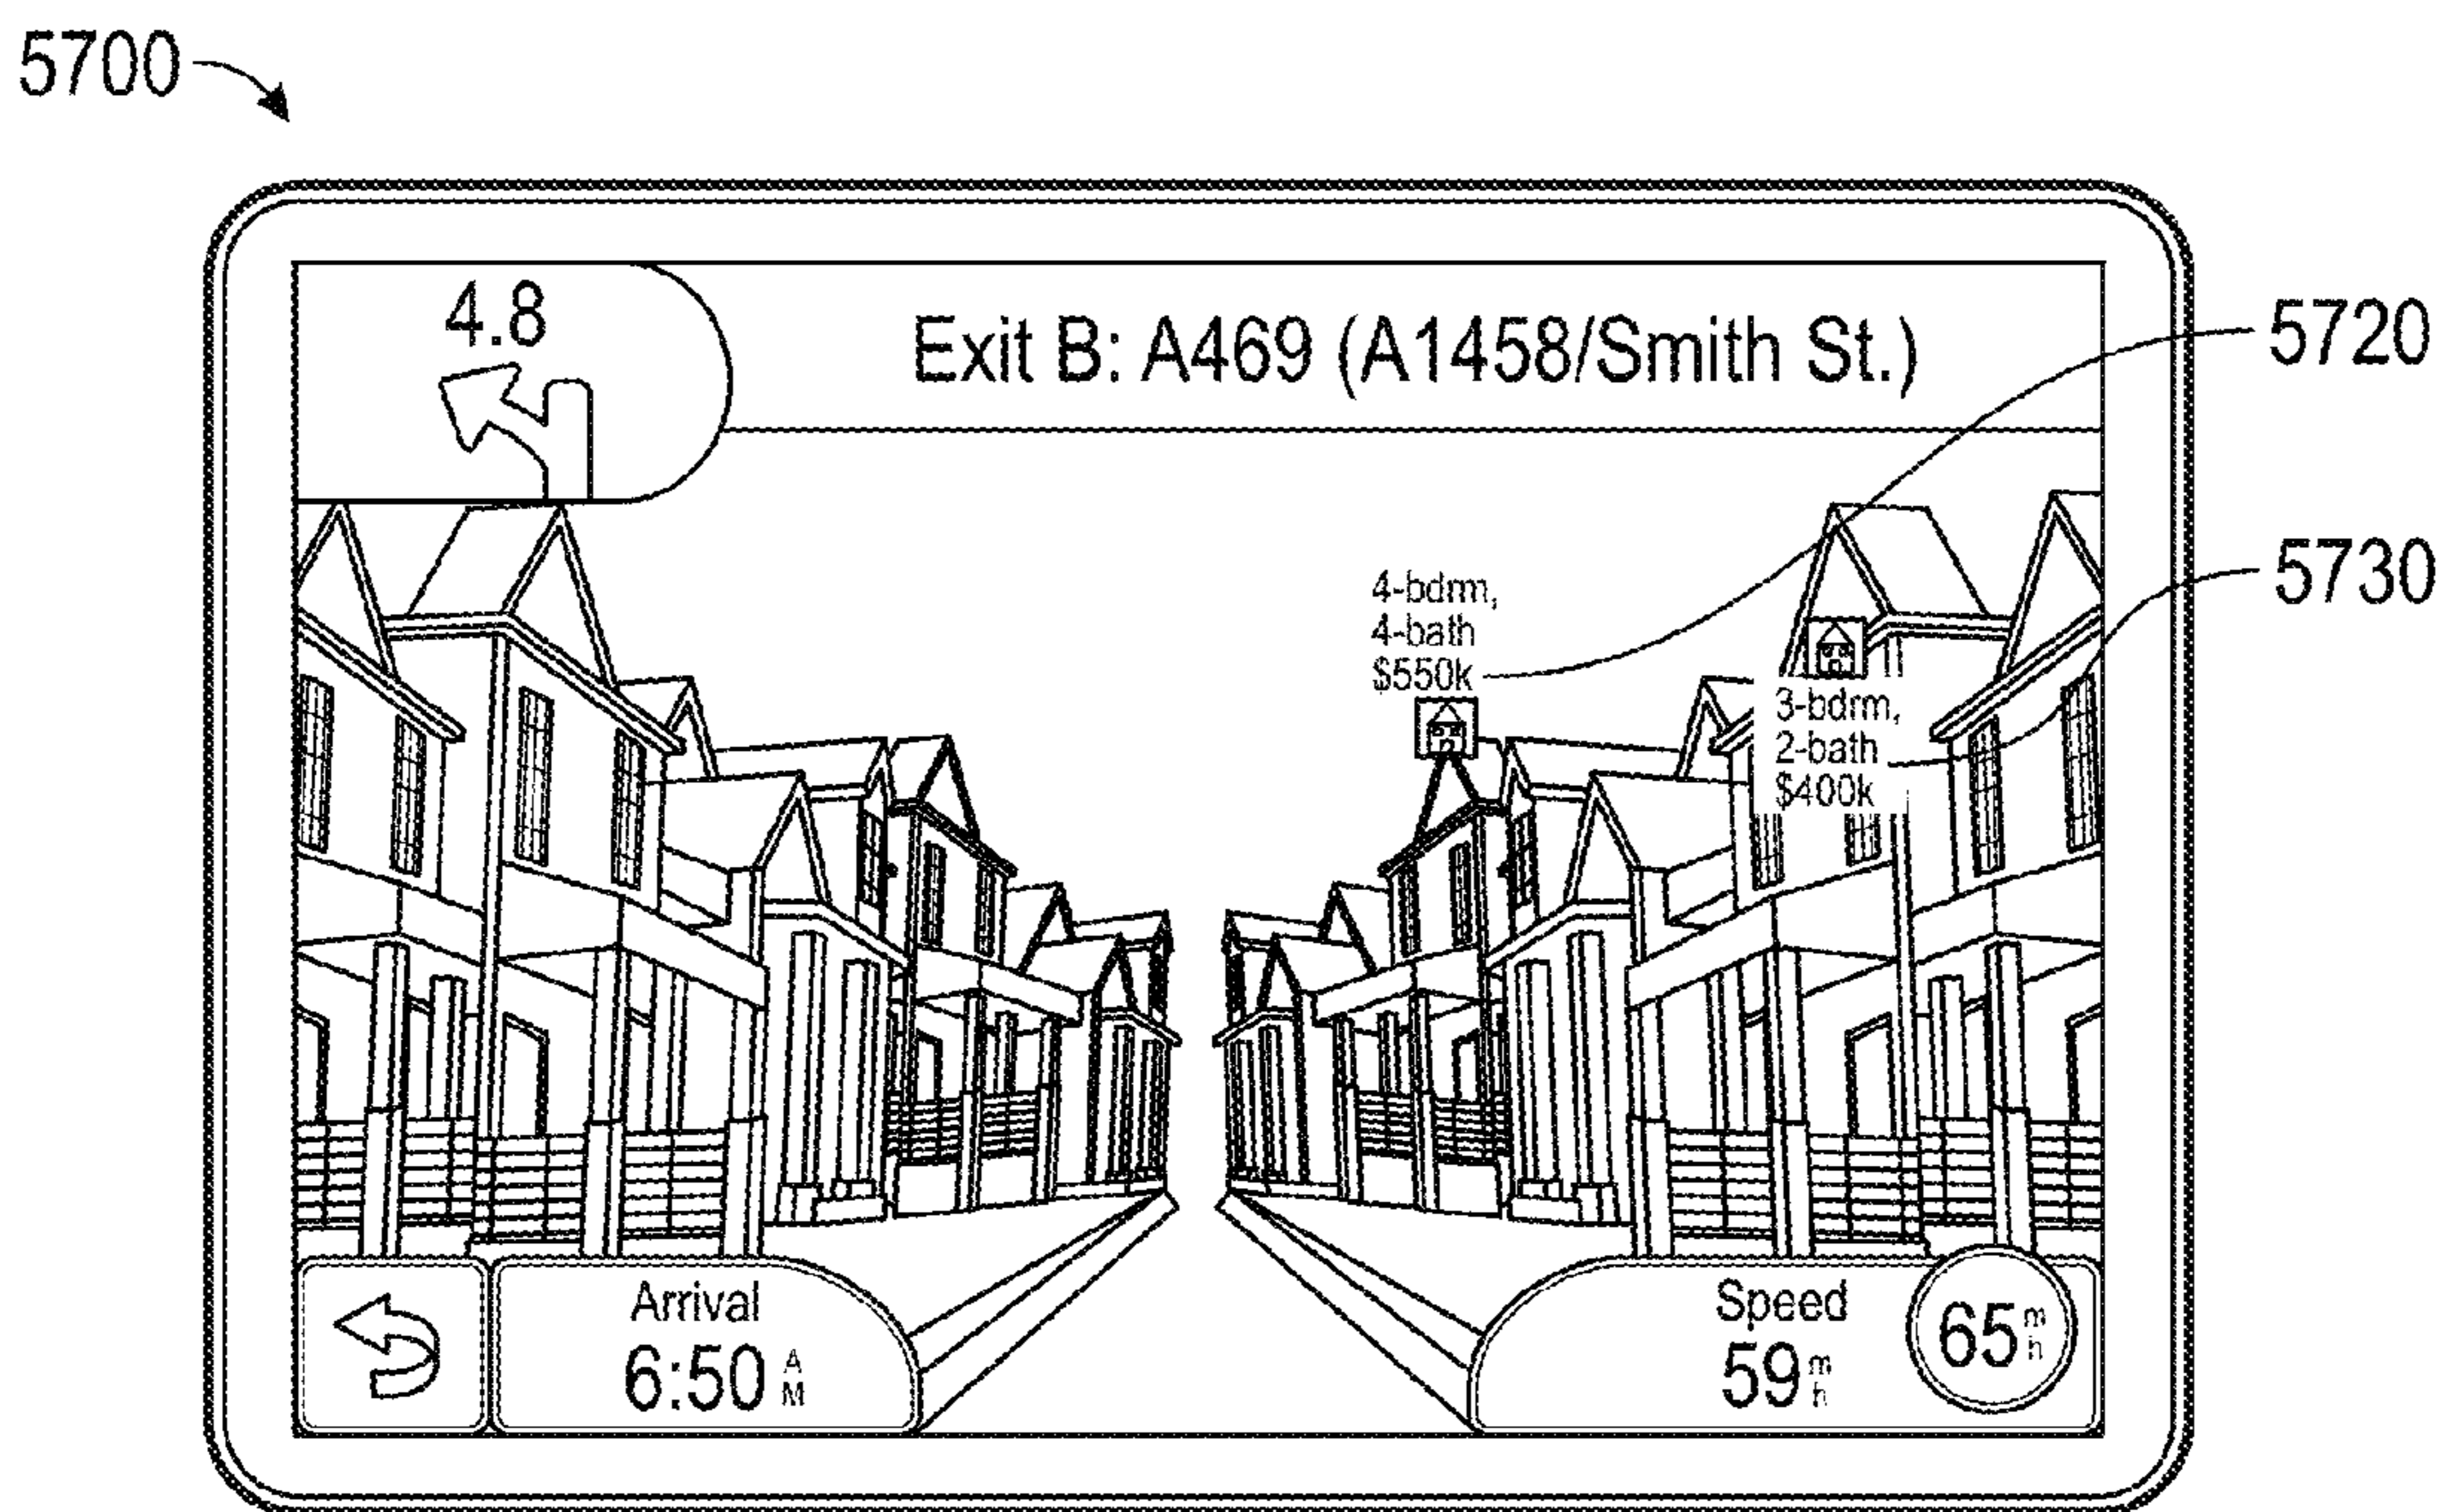 5700
4.8
Exit B: A469 (A1458/Smith St.)
5720
5730
4-bdrm,
4-bath
$550k
3-bdrm,
2-bath
$400k
Arrival
6:50 AM
Speed
59 mh
65 mh